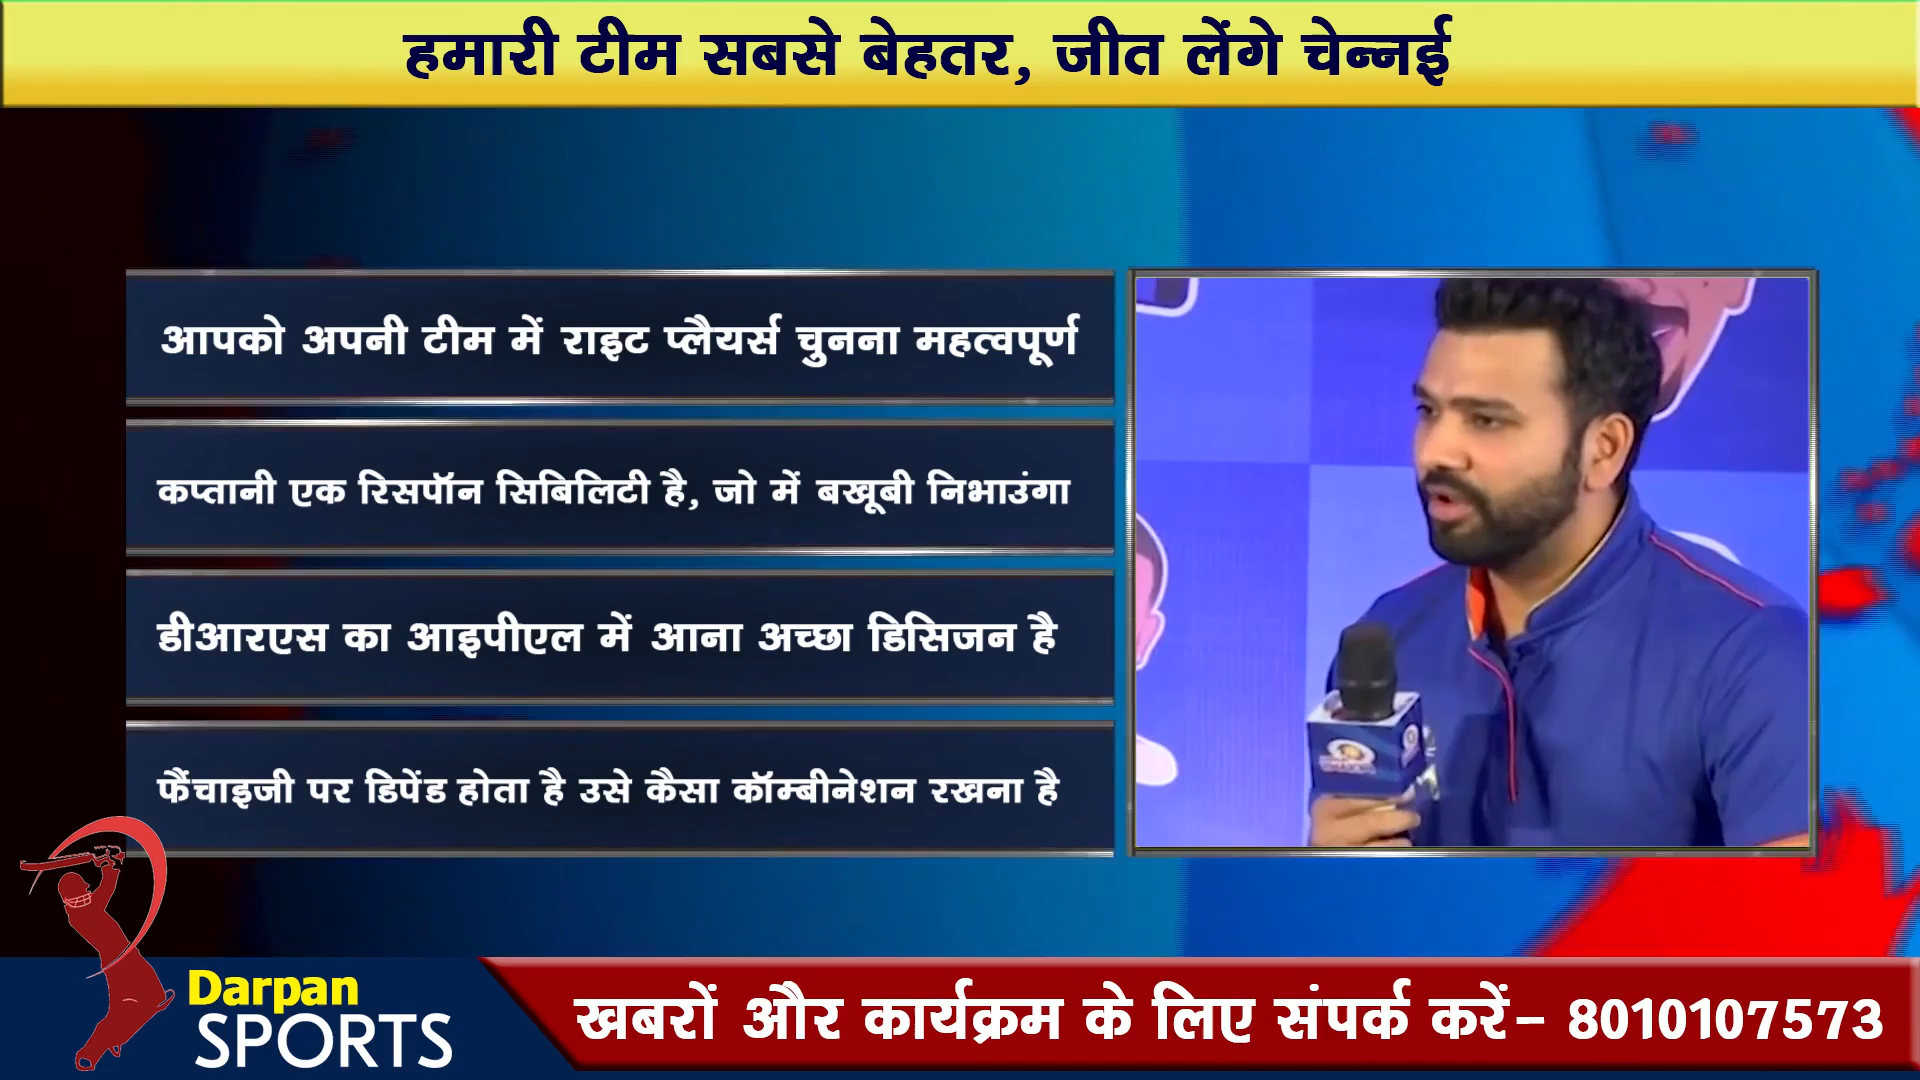 हमारी टीम सबसे बेहतर, जीत लेंगे चेन्नई
आपको अपनी टीम में राइट प्लैयर्स चुनना महत्वपूर्ण
कप्तानी एक रिसपॉन सिबिलिटी है, जो में बखूबी निभाउंगा
डीआरएस का आइपीएल में आना अच्छा डिसिजन है
फैंचाइजी पर डिपेंड होता है उसे कैसा कॉम्बीनेशन रखना है
Darpan
SPORTS
खबरों और कार्यक्रम के लिए संपर्क करें- 8010107573